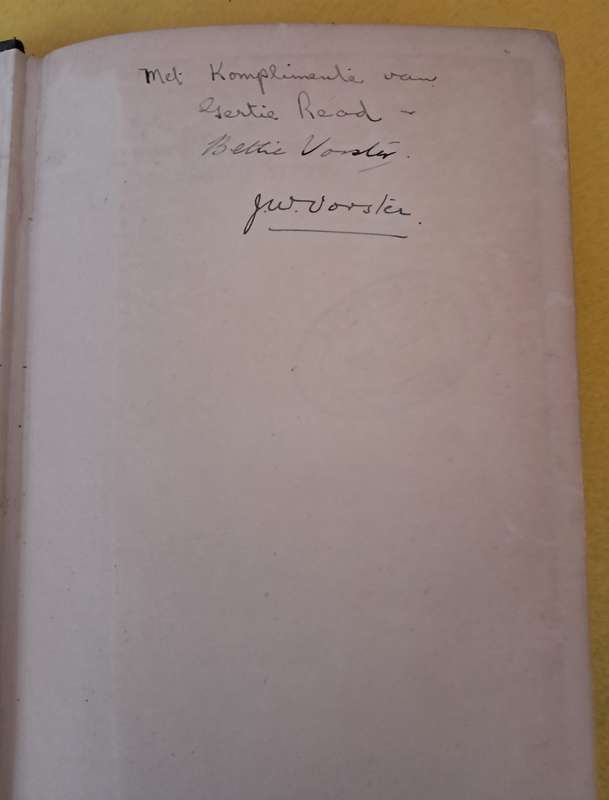 Met Komplimente van
Gertie Read –
Bettie Vorster.
J.W. Vorster.